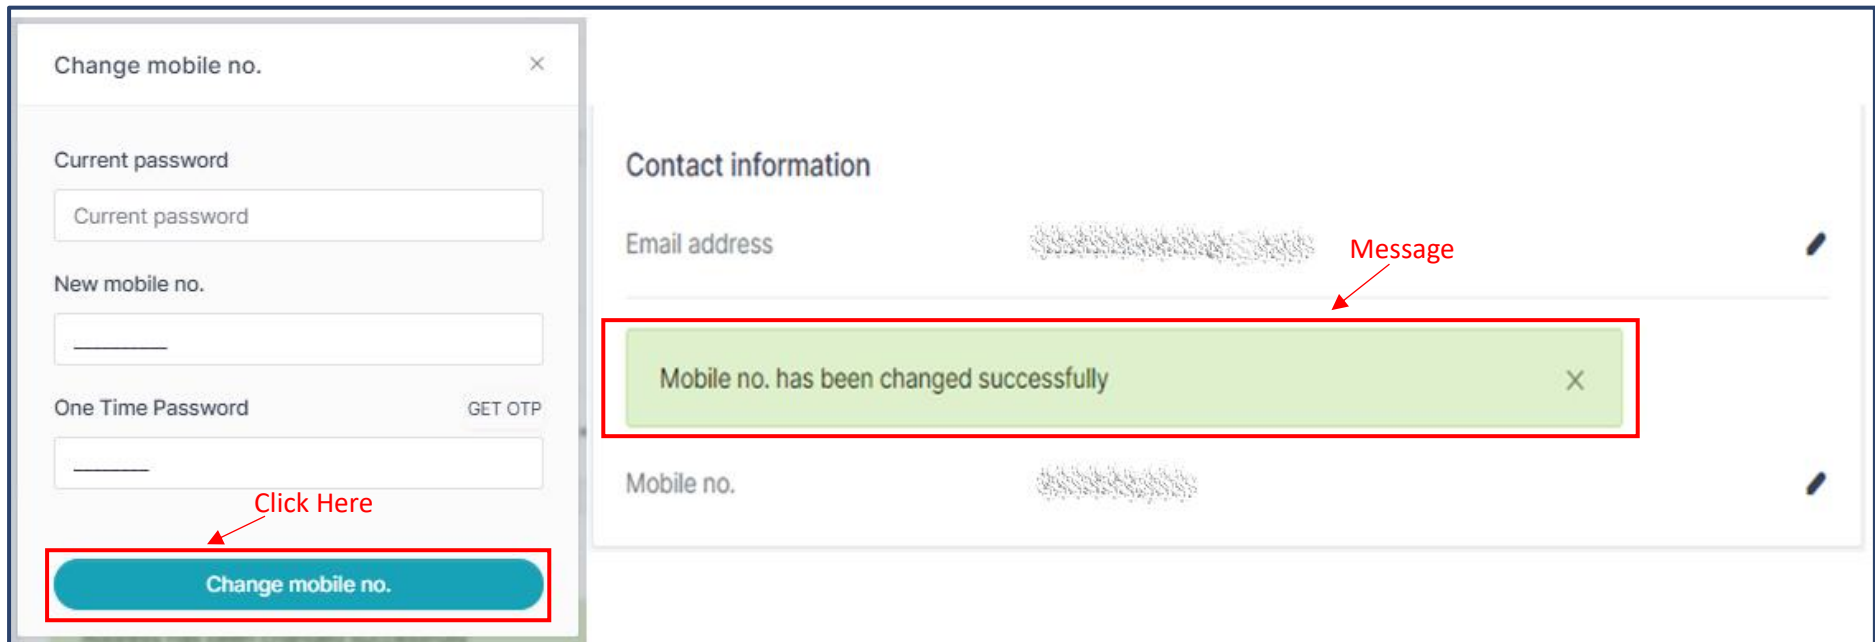 Change mobile no.
Current password
Current password
New mobile no.
One Time Password GET OTP
Click Here
Change mobile no.
Contact information
Email address
Message
Mobile no. has been changed successfully
Mobile no.